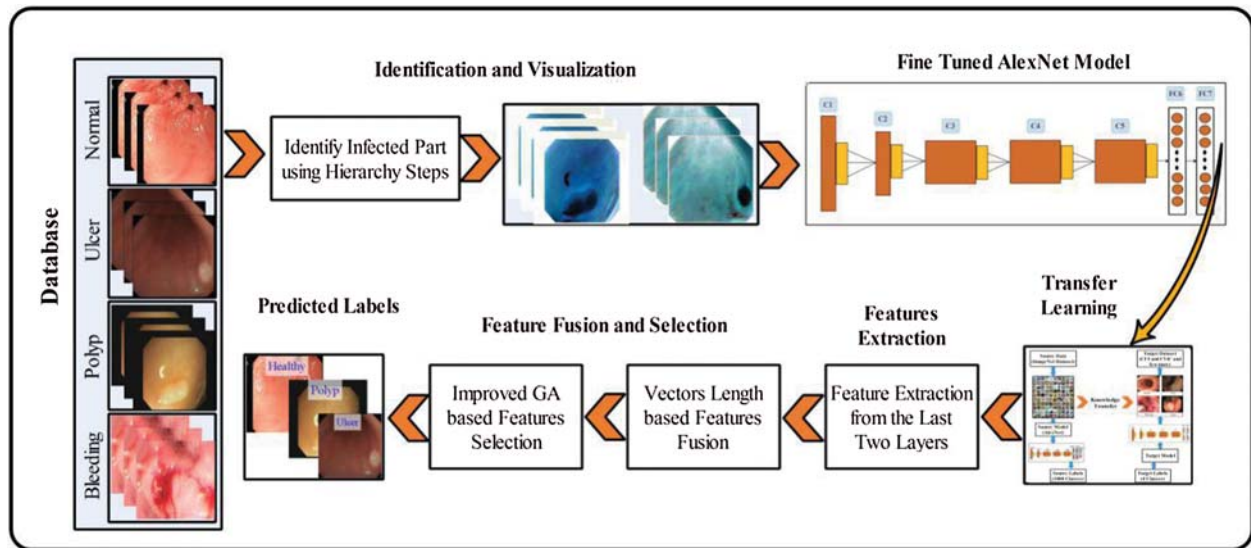 Database
Normal
Ulcer
Polyp
Bleeding
Identification and Visualization
Identify Infected Part
using Hierarchy Steps
Fine Tuned AlexNet Model
C1
C2
C3
C4
C5
FC6
FC7
Transfer
Learning
Knowledge
Transfer
Target Model
Features
Extraction
Feature Extraction
from the Last
Two Layers
Feature Fusion and Selection
Vectors Length
based Features
Fusion
Improved GA
based Features
Selection
Predicted Labels
Healthy
Polyp
Ulcer